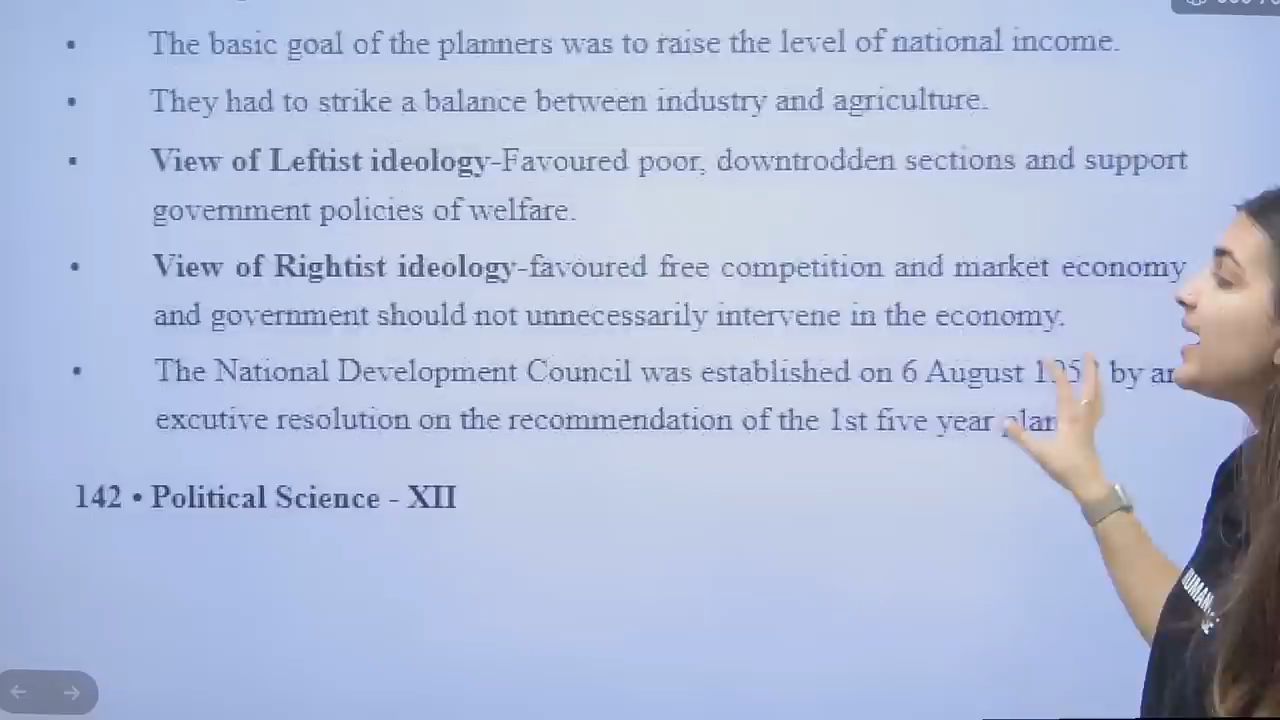 • The basic goal of the planners was to raise the level of national income.
• They had to strike a balance between industry and agriculture.
• View of Leftist ideology-Favoured poor, downtrodden sections and support
government policies of welfare.
• View of Rightist ideology-favoured free competition and market economy
and government should not unnecessarily intervene in the economy.
• The National Development Council was established on 6 August by
excutive resolution on the recommendation of the 1st five year
142 • Political Science - XII